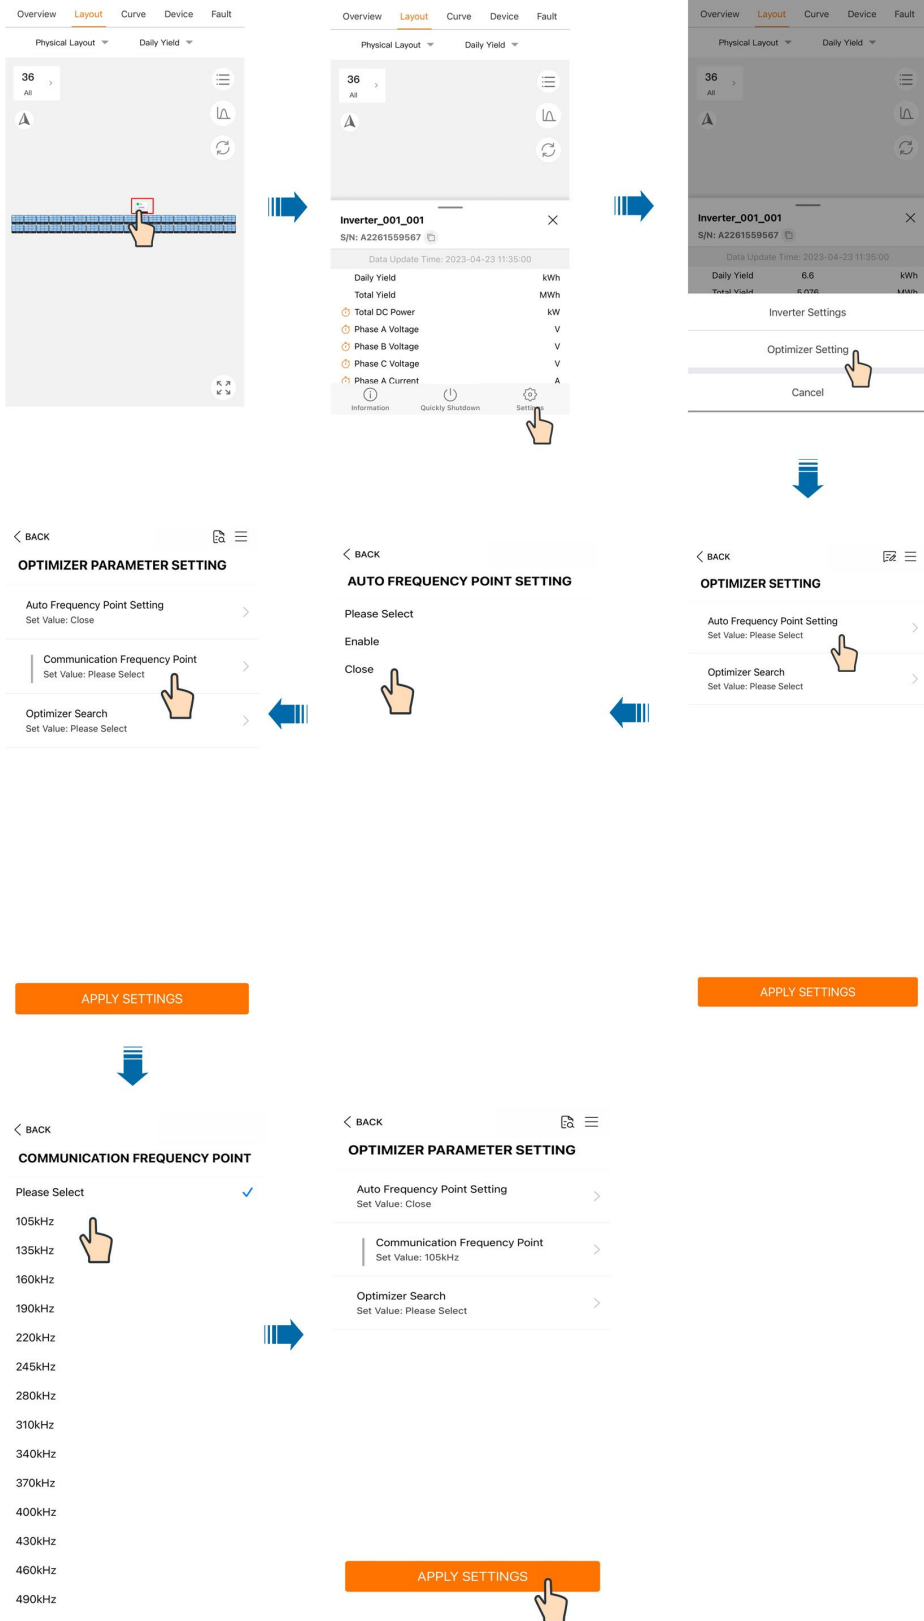 Overview Layout Curve Device Fault
Physical Layout Daily Yield
36
All
Overview Layout Curve Device Fault
Physical Layout Daily Yield
36
All
Inverter_001_001
S/N: A2261559567
Data Update Time: 2023-04-23 11:35:00
Daily Yield kWh
Total Yield MWh
Total DC Power kW
Phase A Voltage V
Phase B Voltage V
Phase C Voltage V
Phase A Current A
Information Quickly Shutdown Settings
Overview Layout Curve Device Fault
Physical Layout Daily Yield
36
All
Inverter_001_001
S/N: A2261559567
Data Update Time: 2023-04-23 11:35:00
Daily Yield 6.6 kWh
Total Yield 5.076 MWh
Inverter Settings
Optimizer Setting
Cancel
BACK
OPTIMIZER SETTING
Auto Frequency Point Setting
Set Value: Please Select
Optimizer Search
Set Value: Please Select
APPLY SETTINGS
BACK
AUTO FREQUENCY POINT SETTING
Please Select
Enable
Close
BACK
OPTIMIZER PARAMETER SETTING
Auto Frequency Point Setting
Set Value: Close
Communication Frequency Point
Set Value: Please Select
Optimizer Search
Set Value: Please Select
APPLY SETTINGS
BACK
COMMUNICATION FREQUENCY POINT
Please Select
105kHz
135kHz
160kHz
190kHz
220kHz
245kHz
280kHz
310kHz
340kHz
370kHz
400kHz
430kHz
460kHz
490kHz
BACK
OPTIMIZER PARAMETER SETTING
Auto Frequency Point Setting
Set Value: Close
Communication Frequency Point
Set Value: 105kHz
Optimizer Search
Set Value: Please Select
APPLY SETTINGS